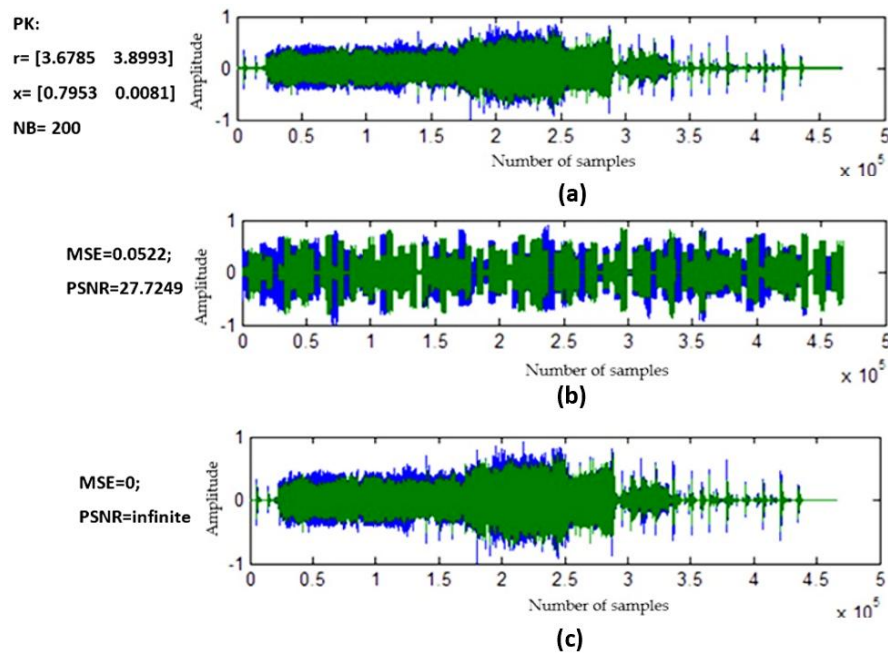 PK:
r= [3.6785 3.8993]
x= [0.7953 0.0081]
NB= 200
1
0
-1
Amplitude
0 0.5 1 1.5 2 2.5 3 3.5 4 4.5 5
Number of samples
x 10^5
(a)
MSE=0.0522;
PSNR=27.7249
1
0
-1
Amplitude
0 0.5 1 1.5 2 2.5 3 3.5 4 4.5 5
Number of samples
x 10^5
(b)
MSE=0;
PSNR=infinite
1
0
-1
Amplitude
0 0.5 1 1.5 2 2.5 3 3.5 4 4.5 5
Number of samples
x 10^5
(c)